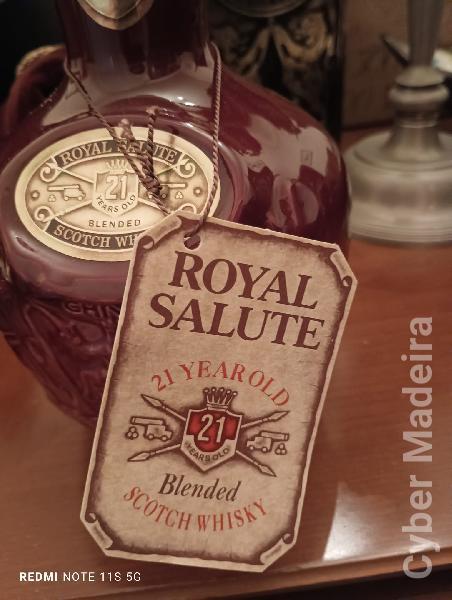 ROYAL SALUTE
21
YEARS OLD
BLENDED
SCOTCH WH
ROYAL
SALUTE
21 YEAR OLD
21
YEARS OLD
Blended
SCOTCH WHISKY
Cyber Madeira
REDMI NOTE 11S 5G